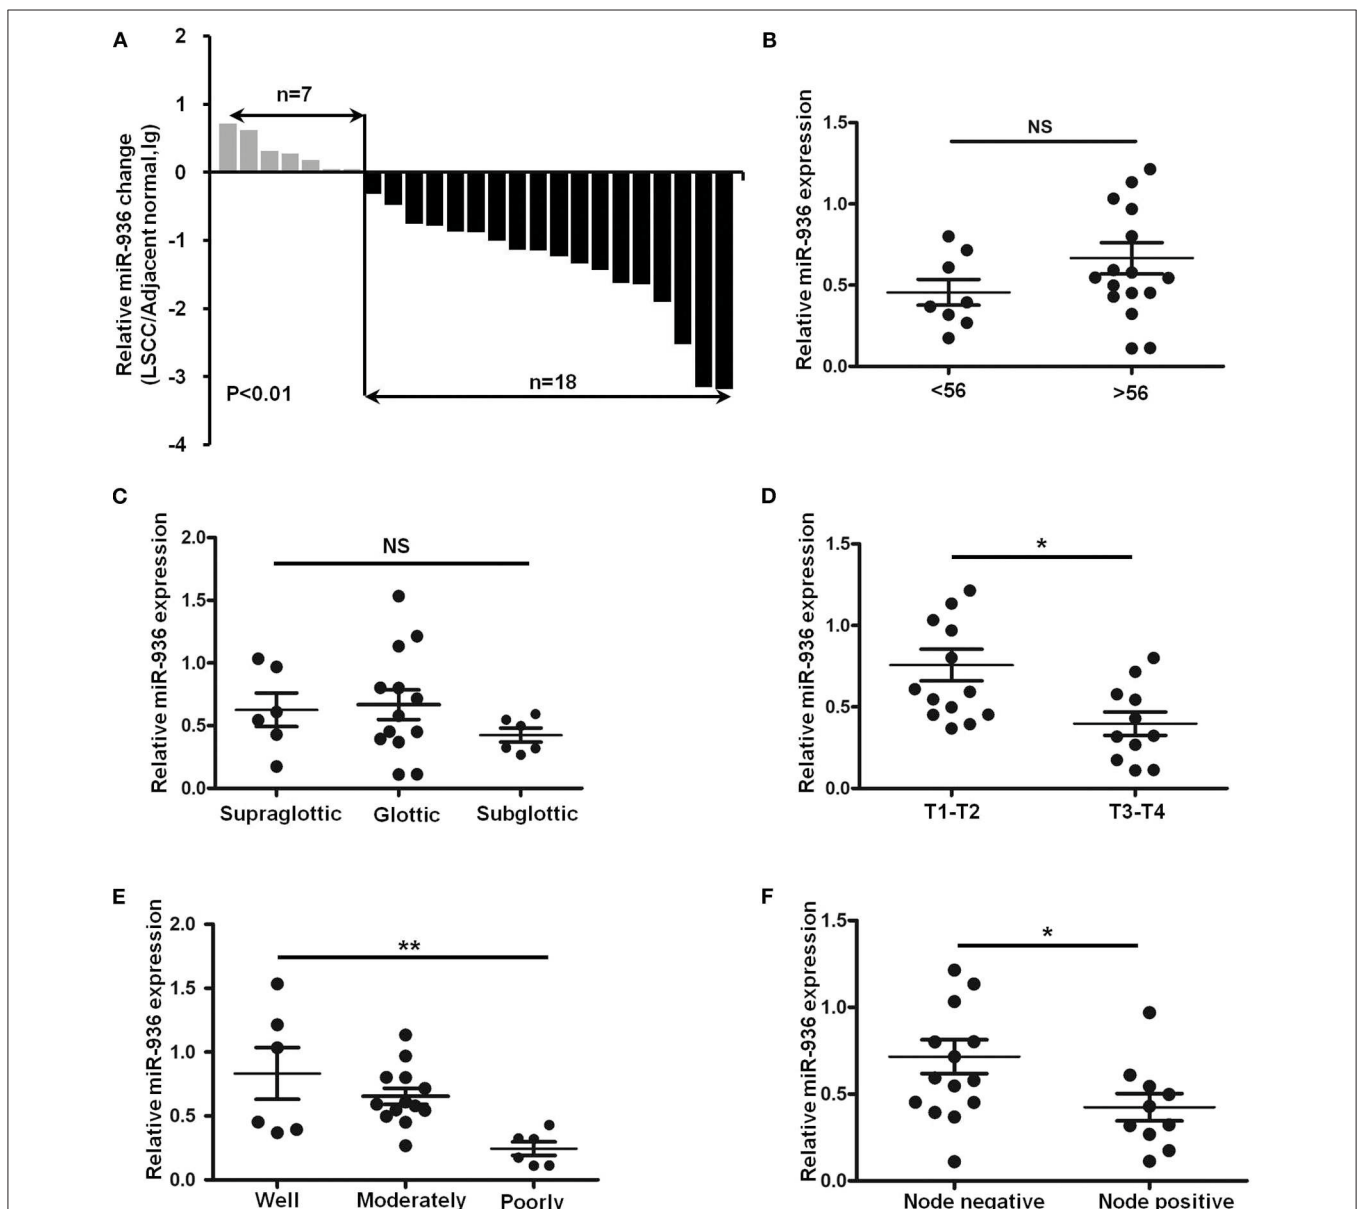 A
Relative miR-936 change
(LSCC/Adjacent normal,lg)
2
1
0
-1
-2
-3
-4
n=7
n=18
P<0.01
B
Relative miR-936 expression
1.5
1.0
0.5
0.0
NS
<56
>56
C
Relative miR-936 expression
2.0
1.5
1.0
0.5
0.0
NS
Supraglottic
Glottic
Subglottic
D
Relative miR-936 expression
1.5
1.0
0.5
0.0
*
T1-T2
T3-T4
E
Relative miR-936 expression
2.0
1.5
1.0
0.5
0.0
**
Well
Moderately
Poorly
F
Relative miR-936 expression
1.5
1.0
0.5
0.0
*
Node negative
Node positive